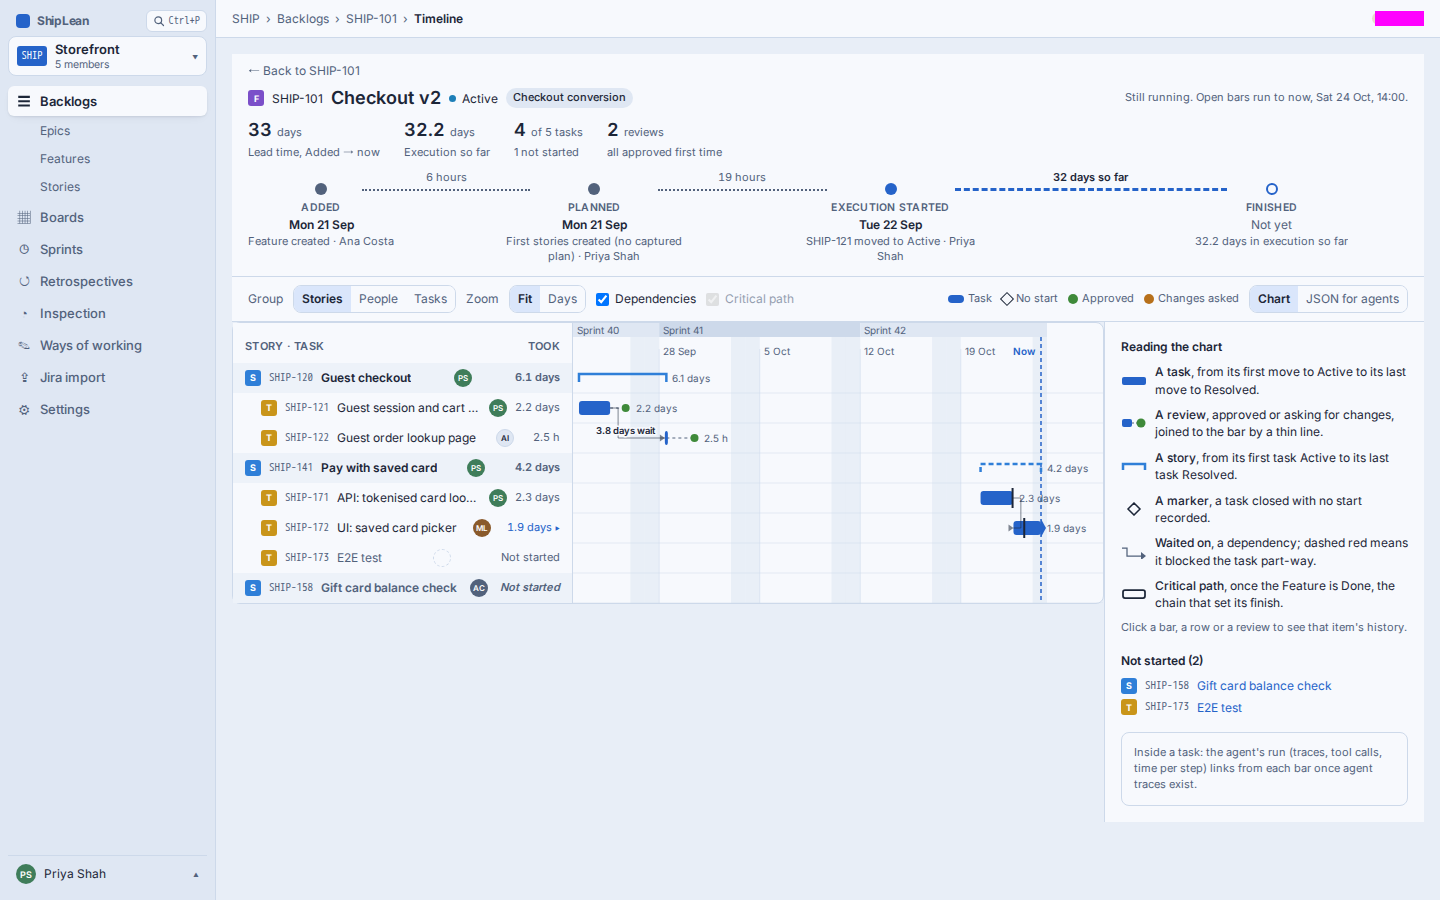 ShipLean
Ctrl+P
SHIP
Storefront
5 members
Backlogs
Epics
Features
Stories
Boards
Sprints
Retrospectives
Inspection
Ways of working
Jira import
Settings
PS Priya Shah
SHIP › Backlogs › SHIP-101 › Timeline
← Back to SHIP-101
F SHIP-101 Checkout v2 Active Checkout conversion
Still running. Open bars run to now, Sat 24 Oct, 14:00.
33 days
Lead time, Added → now
32.2 days
Execution so far
4 of 5 tasks
1 not started
2 reviews
all approved first time
6 hours
19 hours
32 days so far
ADDED
Mon 21 Sep
Feature created · Ana Costa
PLANNED
Mon 21 Sep
First stories created (no captured
plan) · Priya Shah
EXECUTION STARTED
Tue 22 Sep
SHIP-121 moved to Active · Priya
Shah
FINISHED
Not yet
32.2 days in execution so far
Group Stories People Tasks Zoom Fit Days Dependencies Critical path
Task No start Approved Changes asked Chart JSON for agents
STORY · TASK TOOK
Sprint 40 Sprint 41 Sprint 42
28 Sep 5 Oct 12 Oct 19 Oct Now
S SHIP-120 Guest checkout PS 6.1 days
6.1 days
T SHIP-121 Guest session and cart ... PS 2.2 days
2.2 days
3.8 days wait
T SHIP-122 Guest order lookup page AI 2.5 h
2.5 h
S SHIP-141 Pay with saved card PS 4.2 days
4.2 days
T SHIP-171 API: tokenised card loo... PS 2.3 days
2.3 days
T SHIP-172 UI: saved card picker ML 1.9 days
1.9 days
T SHIP-173 E2E test Not started
S SHIP-158 Gift card balance check AC Not started
Reading the chart
A task, from its first move to Active to its last
move to Resolved.
A review, approved or asking for changes,
joined to the bar by a thin line.
A story, from its first task Active to its last
task Resolved.
A marker, a task closed with no start
recorded.
Waited on, a dependency; dashed red means
it blocked the task part-way.
Critical path, once the Feature is Done, the
chain that set its finish.
Click a bar, a row or a review to see that item's history.
Not started (2)
S SHIP-158 Gift card balance check
T SHIP-173 E2E test
Inside a task: the agent's run (traces, tool calls,
time per step) links from each bar once agent
traces exist.